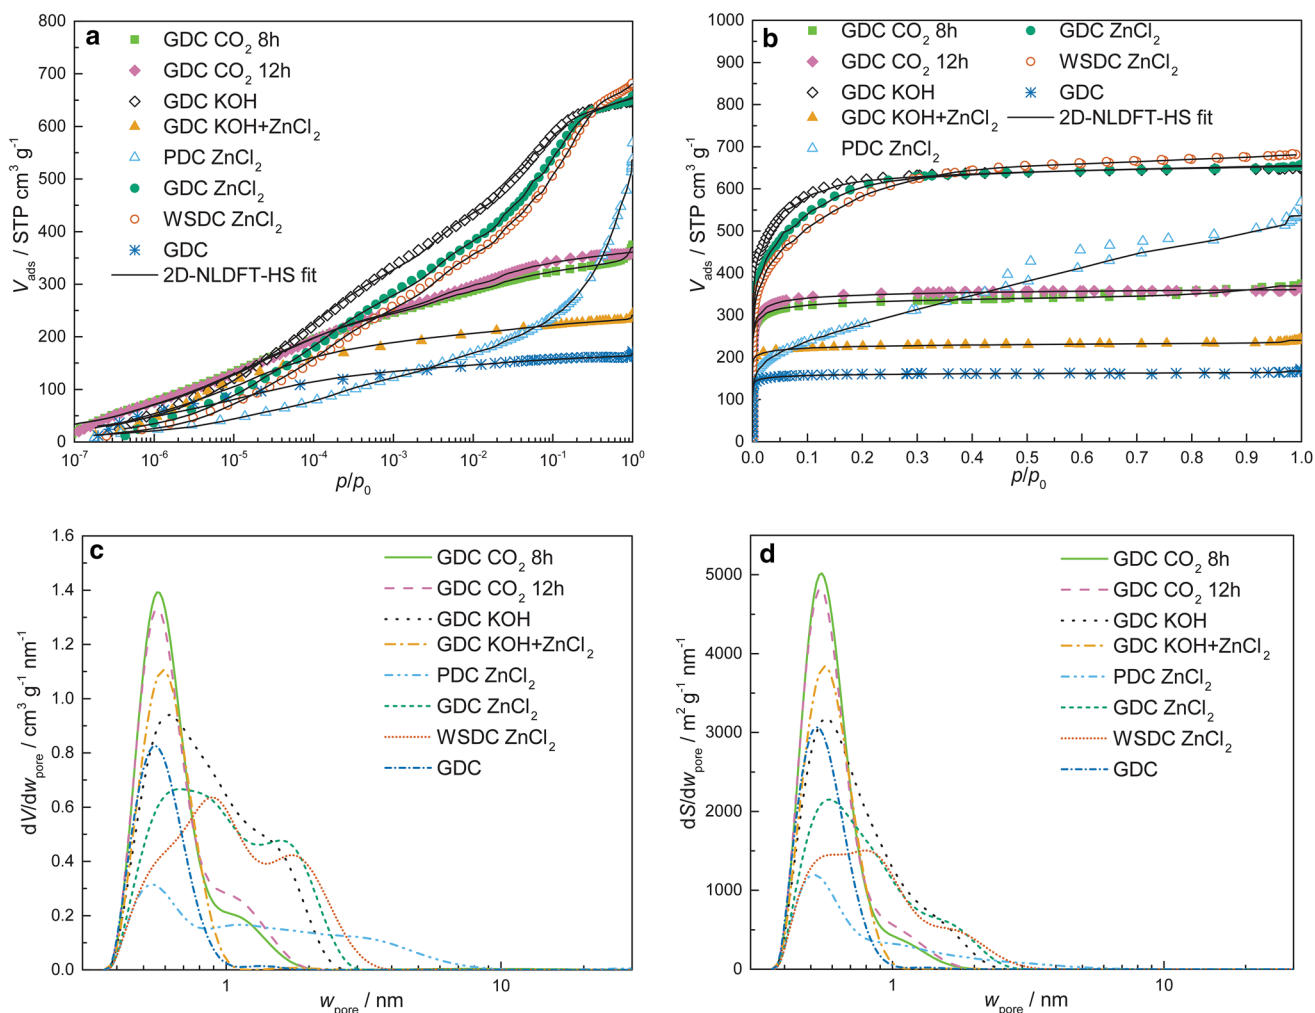 a
800
700
600
500
400
300
200
100
0
V_ads / STP cm³ g⁻¹
GDC CO₂ 8h
GDC CO₂ 12h
GDC KOH
GDC KOH+ZnCl₂
PDC ZnCl₂
GDC ZnCl₂
WSDC ZnCl₂
GDC
2D-NLDFT-HS fit
10⁻⁷ 10⁻⁶ 10⁻⁵ 10⁻⁴ 10⁻³ 10⁻² 10⁻¹ 10⁰
p/p₀
b
1000
900
800
700
600
500
400
300
200
100
0
V_ads / STP cm³ g⁻¹
GDC CO₂ 8h
GDC CO₂ 12h
GDC KOH
GDC KOH+ZnCl₂
PDC ZnCl₂
GDC ZnCl₂
WSDC ZnCl₂
GDC
2D-NLDFT-HS fit
0.0 0.1 0.2 0.3 0.4 0.5 0.6 0.7 0.8 0.9 1.0
p/p₀
c
1.6
1.4
1.2
1.0
0.8
0.6
0.4
0.2
0.0
dV/dw_pore / cm³ g⁻¹ nm⁻¹
GDC CO₂ 8h
GDC CO₂ 12h
GDC KOH
GDC KOH+ZnCl₂
PDC ZnCl₂
GDC ZnCl₂
WSDC ZnCl₂
GDC
1 10
w_pore / nm
d
5000
4000
3000
2000
1000
0
dS/dw_pore / m² g⁻¹ nm⁻¹
GDC CO₂ 8h
GDC CO₂ 12h
GDC KOH
GDC KOH+ZnCl₂
PDC ZnCl₂
GDC ZnCl₂
WSDC ZnCl₂
GDC
1 10
w_pore / nm